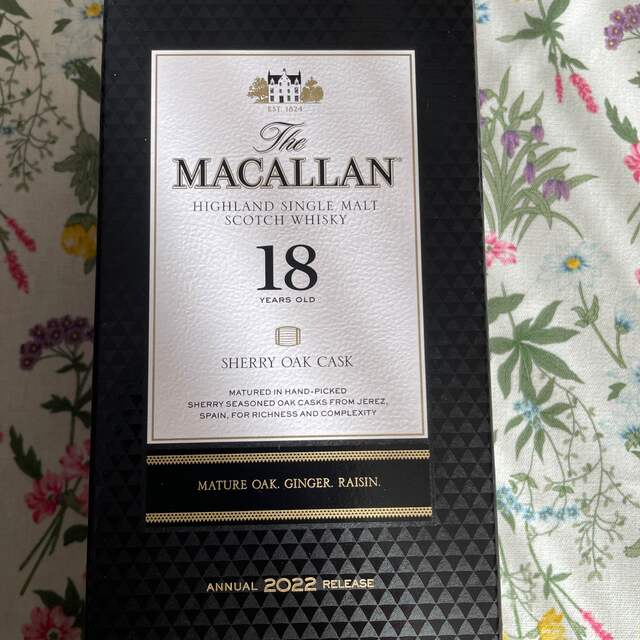 EST. 1824
The
MACALLAN®
HIGHLAND SINGLE MALT
SCOTCH WHISKY
18
YEARS OLD
SHERRY OAK CASK
MATURED IN HAND-PICKED
SHERRY SEASONED OAK CASKS FROM JEREZ,
SPAIN, FOR RICHNESS AND COMPLEXITY
MATURE OAK. GINGER. RAISIN.
ANNUAL 2022 RELEASE